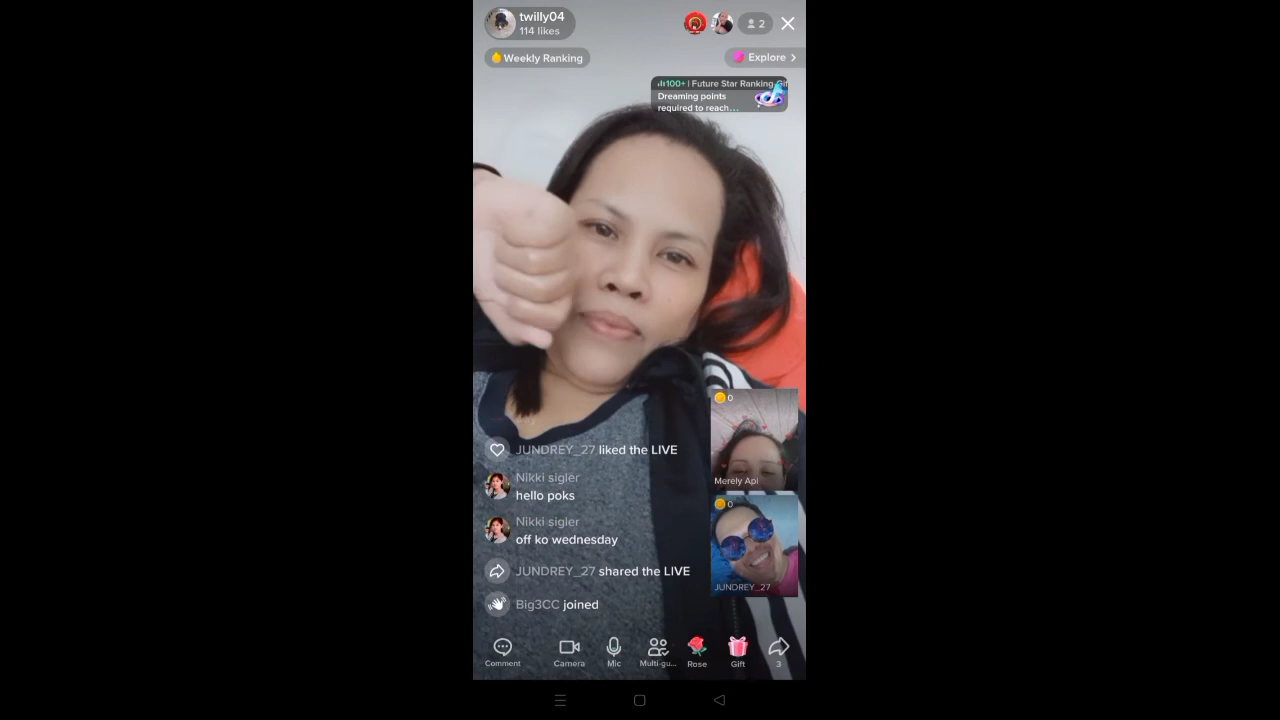 twilly04
114 likes
2
Weekly Ranking
Explore
100+ | Future Star Ranking Gif
Dreaming points
required to reach...
0
Merely Api
0
JUNDREY_27
JUNDREY_27 liked the LIVE
Nikki sigler
hello poks
Nikki sigler
off ko wednesday
JUNDREY_27 shared the LIVE
Big3CC joined
Comment
Camera
Mic
Multi-gu...
Rose
Gift
3